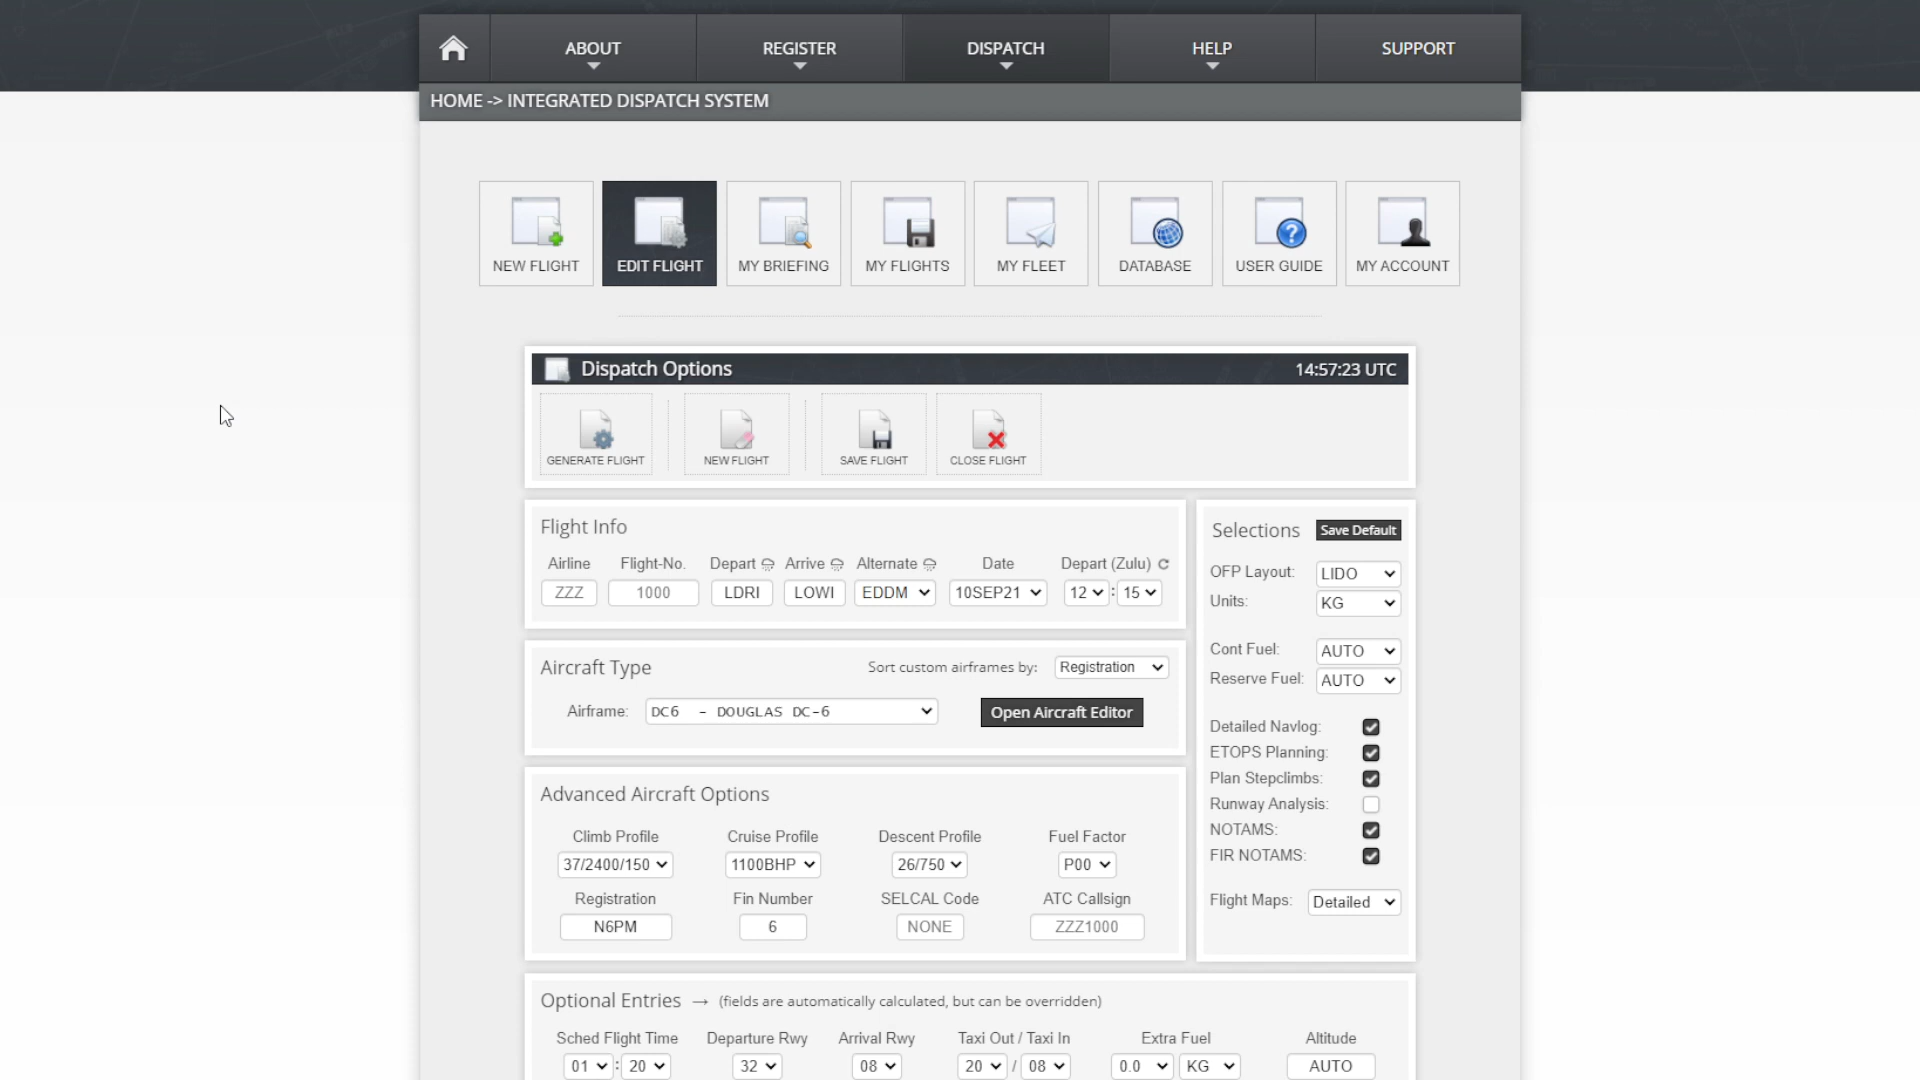 ABOUT REGISTER DISPATCH HELP SUPPORT
HOME -> INTEGRATED DISPATCH SYSTEM
NEW FLIGHT EDIT FLIGHT MY BRIEFING MY FLIGHTS MY FLEET DATABASE USER GUIDE MY ACCOUNT
Dispatch Options 14:57:23 UTC
GENERATE FLIGHT NEW FLIGHT SAVE FLIGHT CLOSE FLIGHT
Flight Info
Airline Flight-No. Depart Arrive Alternate Date Depart (Zulu)
ZZZ 1000 LDRI LOWI EDDM 10SEP21 12 : 15
Aircraft Type Sort custom airframes by: Registration
Airframe: DC6 - DOUGLAS DC-6 Open Aircraft Editor
Advanced Aircraft Options
Climb Profile Cruise Profile Descent Profile Fuel Factor
37/2400/150 1100BHP 26/750 P00
Registration Fin Number SELCAL Code ATC Callsign
N6PM 6 NONE ZZZ1000
Selections Save Default
OFP Layout: LIDO
Units: KG
Cont Fuel: AUTO
Reserve Fuel: AUTO
Detailed Navlog:
ETOPS Planning:
Plan Stepclimbs:
Runway Analysis:
NOTAMS:
FIR NOTAMS:
Flight Maps: Detailed
Optional Entries → (fields are automatically calculated, but can be overridden)
Sched Flight Time Departure Rwy Arrival Rwy Taxi Out / Taxi In Extra Fuel Altitude
01 : 20 32 08 20 / 08 0.0 KG AUTO